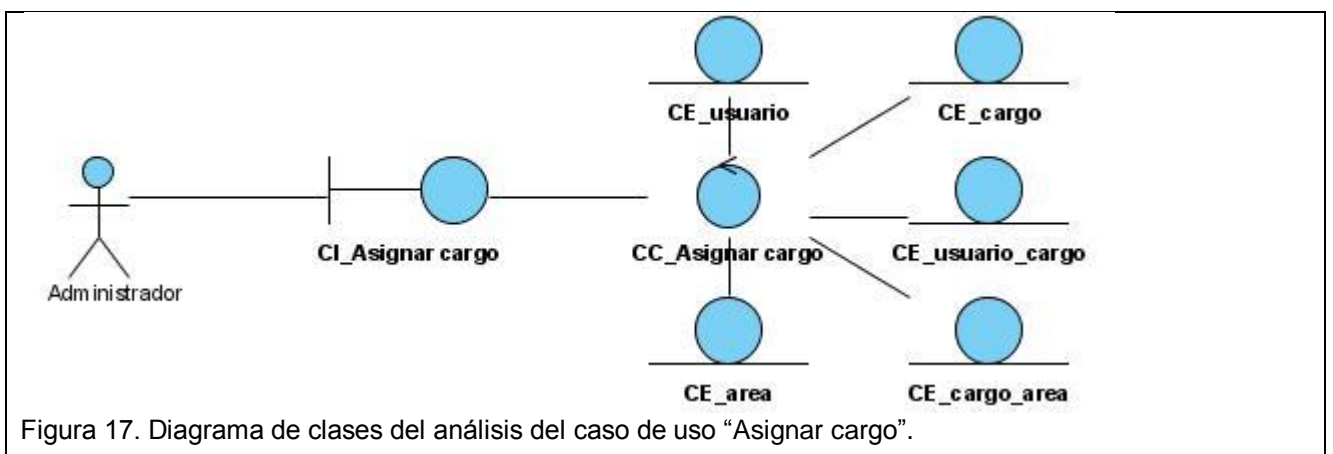 CE_usuario
CE_cargo
CI_Asignar cargo
CC_Asignar cargo
CE_usuario_cargo
Administrador
CE_area
CE_cargo_area
Figura 17. Diagrama de clases del análisis del caso de uso “Asignar cargo”.